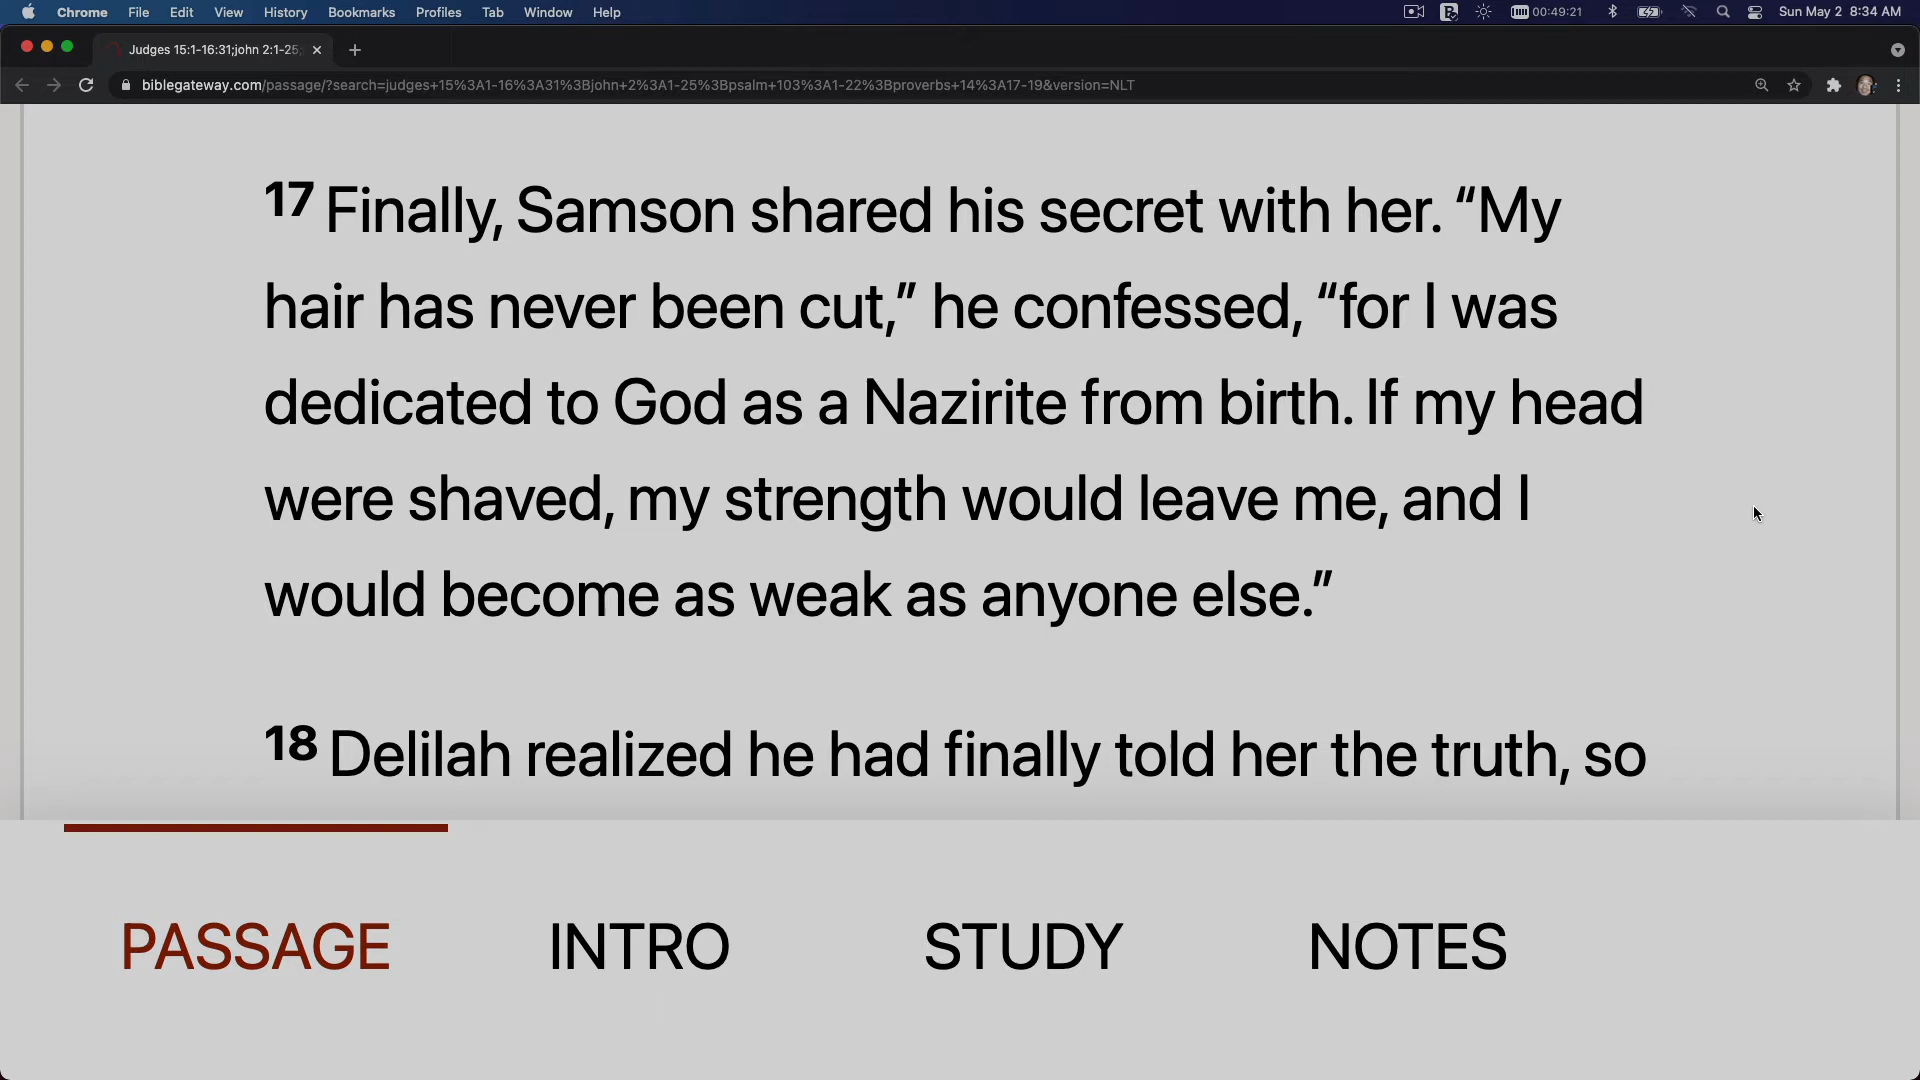 Chrome File Edit View History Bookmarks Profiles Tab Window Help 00:49:21 Sun May 2 8:34 AM
Judges 15:1-16:31;john 2:1-25;
biblegateway.com/passage/?search=judges+15%3A1-16%3A31%3Bjohn+2%3A1-25%3Bpsalm+103%3A1-22%3Bproverbs+14%3A17-19&version=NLT
17 Finally, Samson shared his secret with her. “My
hair has never been cut,” he confessed, “for I was
dedicated to God as a Nazirite from birth. If my head
were shaved, my strength would leave me, and I
would become as weak as anyone else.”
18 Delilah realized he had finally told her the truth, so
PASSAGE INTRO STUDY NOTES